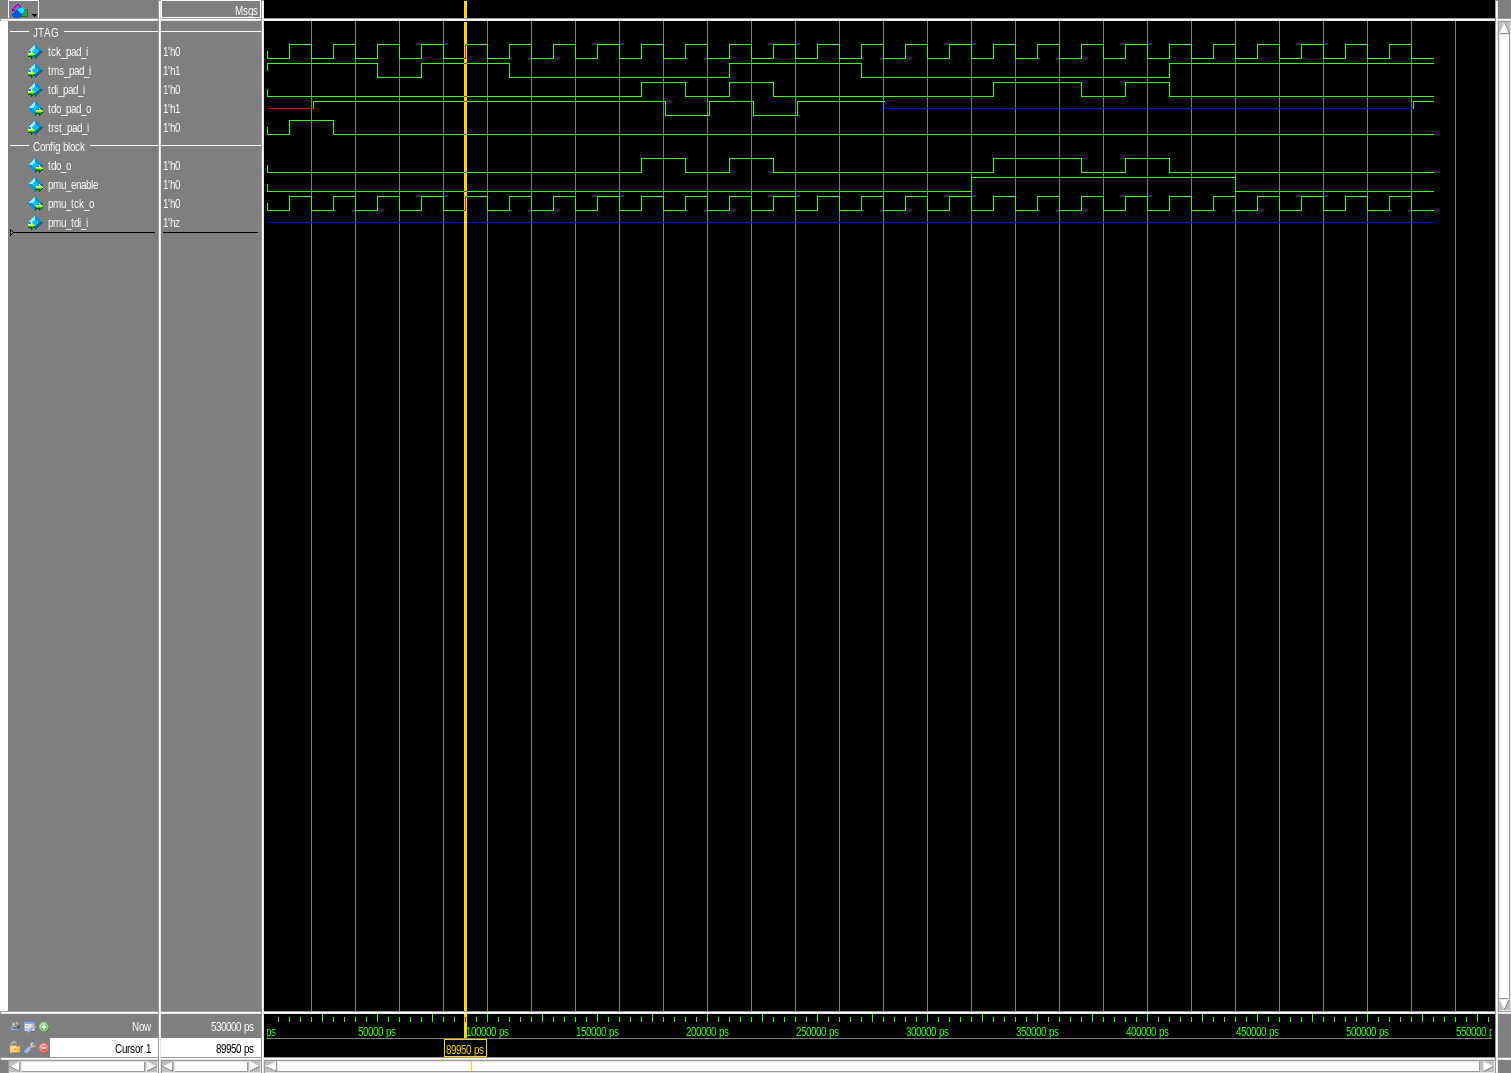 Msgs
JTAG
tck_pad_i 1'h0
tms_pad_i 1'h1
tdi_pad_i 1'h0
tdo_pad_o 1'h1
trst_pad_i 1'h0
Config block
tdo_o 1'h0
pmu_enable 1'h0
pmu_tck_o 1'h0
pmu_tdi_i 1'hz
Now 530000 ps
ps 50000 ps 100000 ps 150000 ps 200000 ps 250000 ps 300000 ps 350000 ps 400000 ps 450000 ps 500000 ps 550000 p
Cursor 1 89950 ps
89950 ps